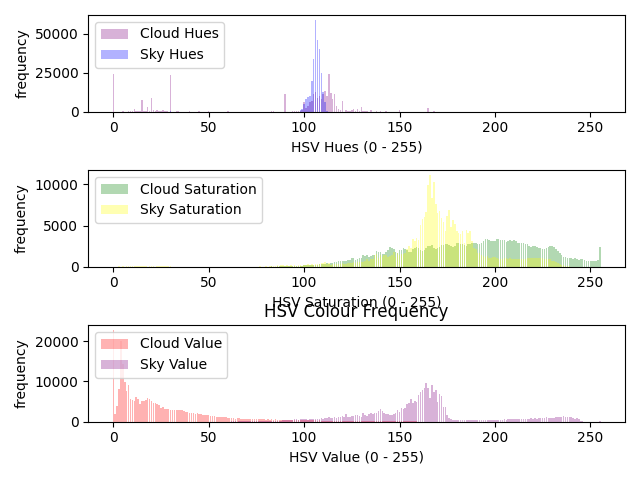 50000
25000
0
frequency
Cloud Hues
Sky Hues
0 50 100 150 200 250
HSV Hues (0 - 255)
10000
5000
0
frequency
Cloud Saturation
Sky Saturation
0 50 100 150 200 250
HSV Saturation (0 - 255)
HSV Colour Frequency
20000
10000
0
frequency
Cloud Value
Sky Value
0 50 100 150 200 250
HSV Value (0 - 255)